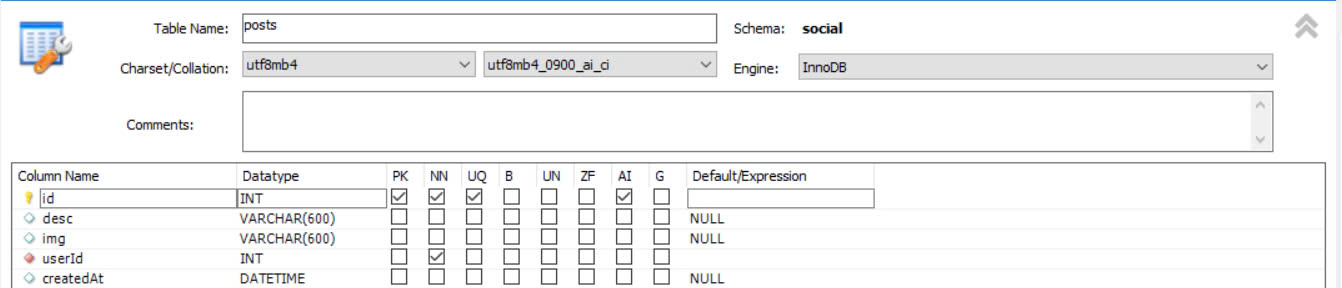 Table Name: posts Schema: social
Charset/Collation: utf8mb4 utf8mb4_0900_ai_ci Engine: InnoDB
Comments:
Column Name Datatype PK NN UQ B UN ZF AI G Default/Expression
id INT
desc VARCHAR(600) NULL
img VARCHAR(600) NULL
userId INT
createdAt DATETIME NULL